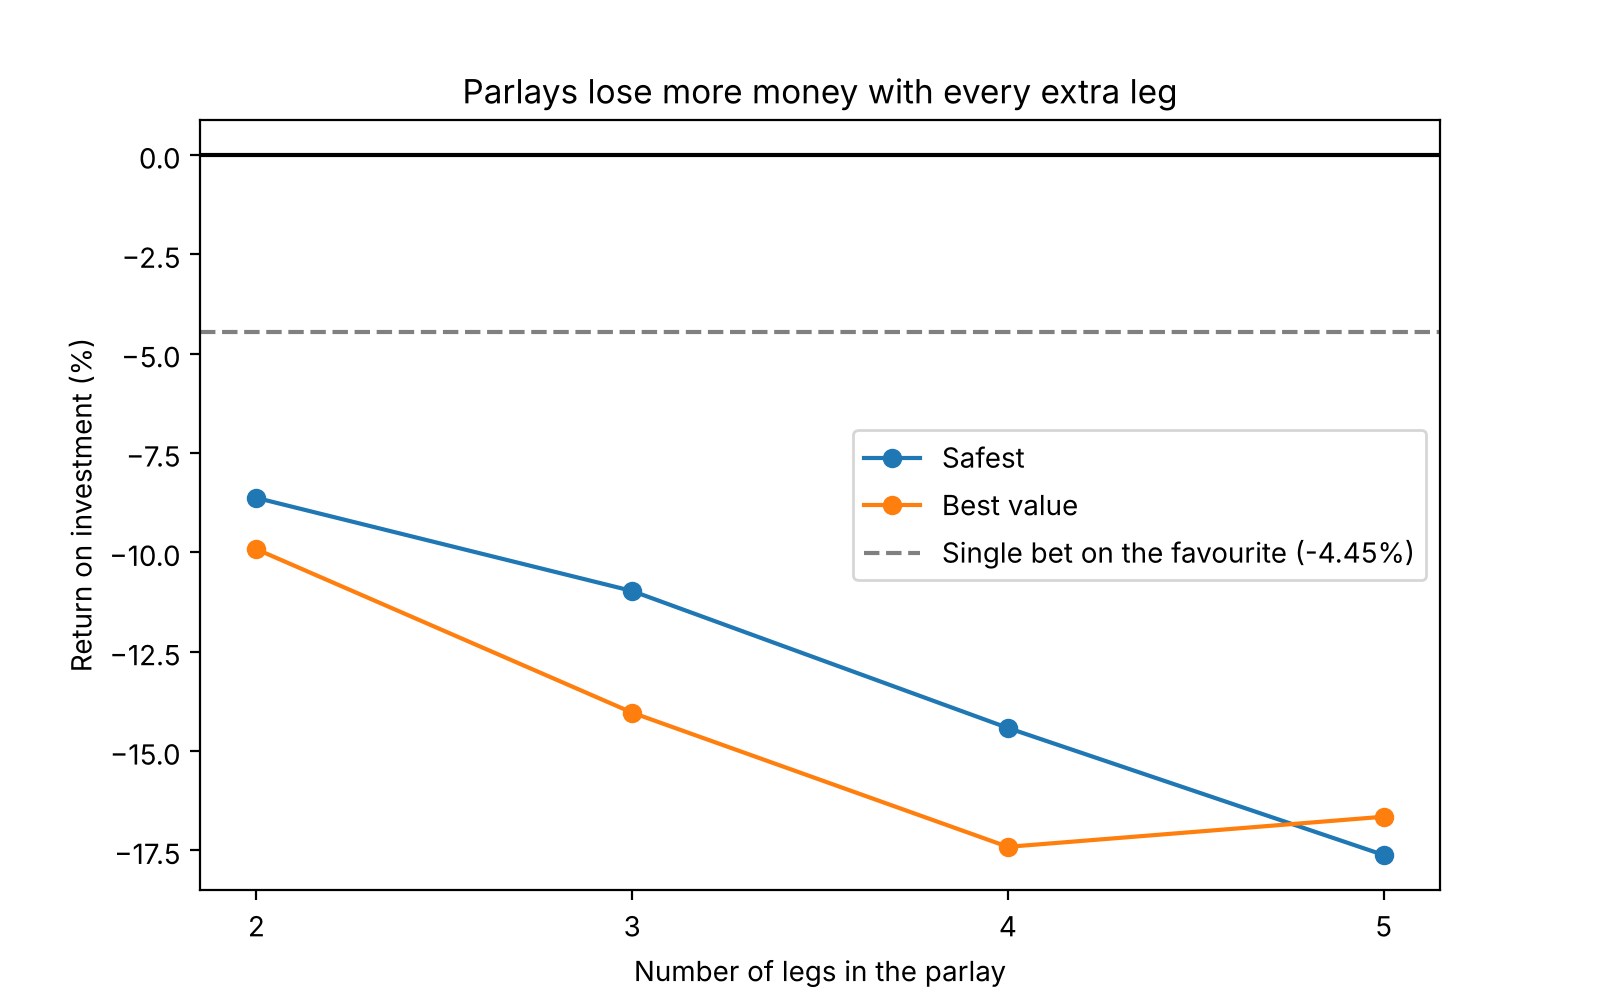 Parlays lose more money with every extra leg
0.0
−2.5
−5.0
−7.5
−10.0
−12.5
−15.0
−17.5
Return on investment (%)
Safest
Best value
Single bet on the favourite (-4.45%)
2
3
4
5
Number of legs in the parlay